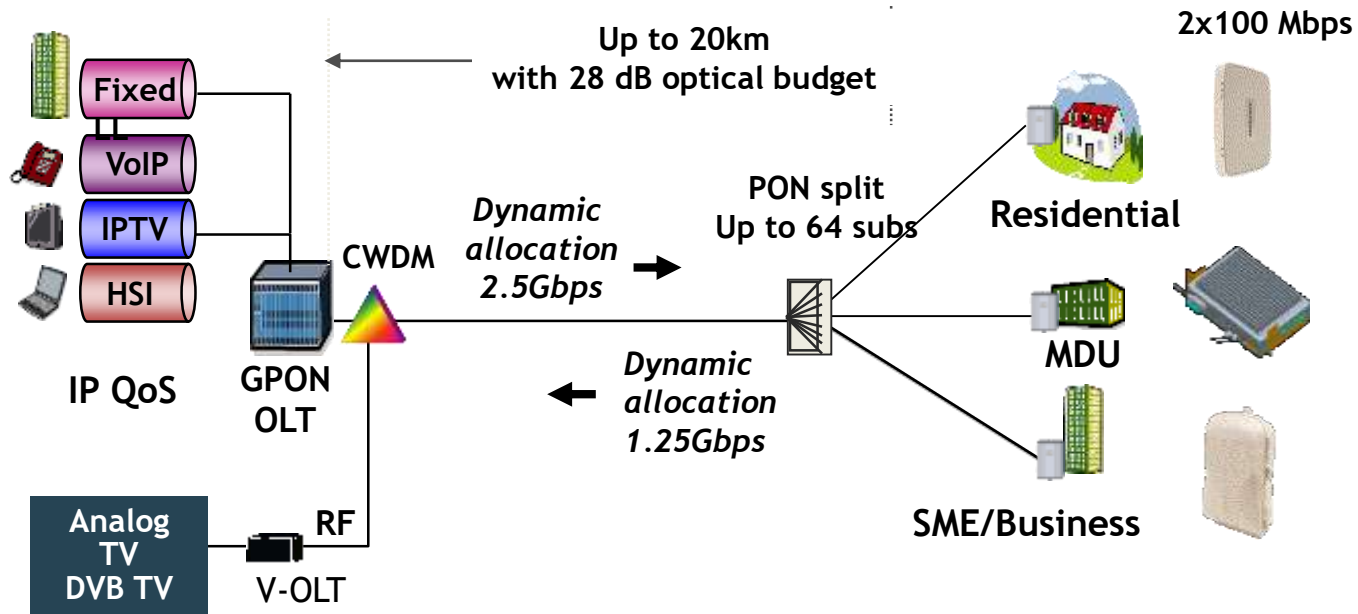 2x100 Mbps
Up to 20km
with 28 dB optical budget
Fixed
LL
VoIP
IPTV
HSI
IP QoS
GPON
OLT
CWDM
Dynamic
allocation
2.5Gbps
PON split
Up to 64 subs
Dynamic
allocation
1.25Gbps
Residential
MDU
SME/Business
Analog
TV
DVB TV
RF
V-OLT